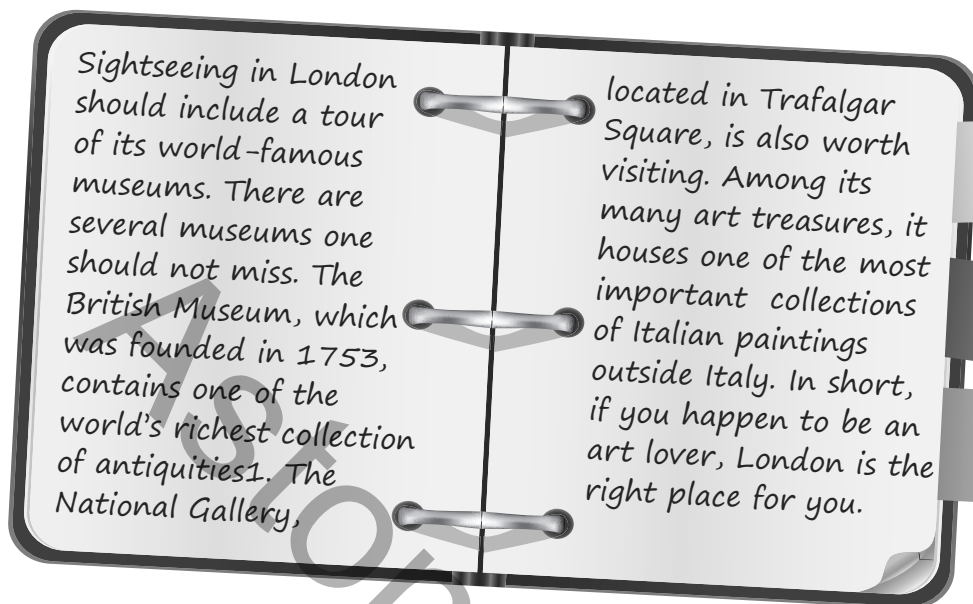 Sightseeing in London
should include a tour
of its world-famous
museums. There are
several museums one
should not miss. The
British Museum, which
was founded in 1753,
contains one of the
world's richest collection
of antiquities1. The
National Gallery,
located in Trafalgar
Square, is also worth
visiting. Among its
many art treasures, it
houses one of the most
important collections
of Italian paintings
outside Italy. In short,
if you happen to be an
art lover, London is the
right place for you.